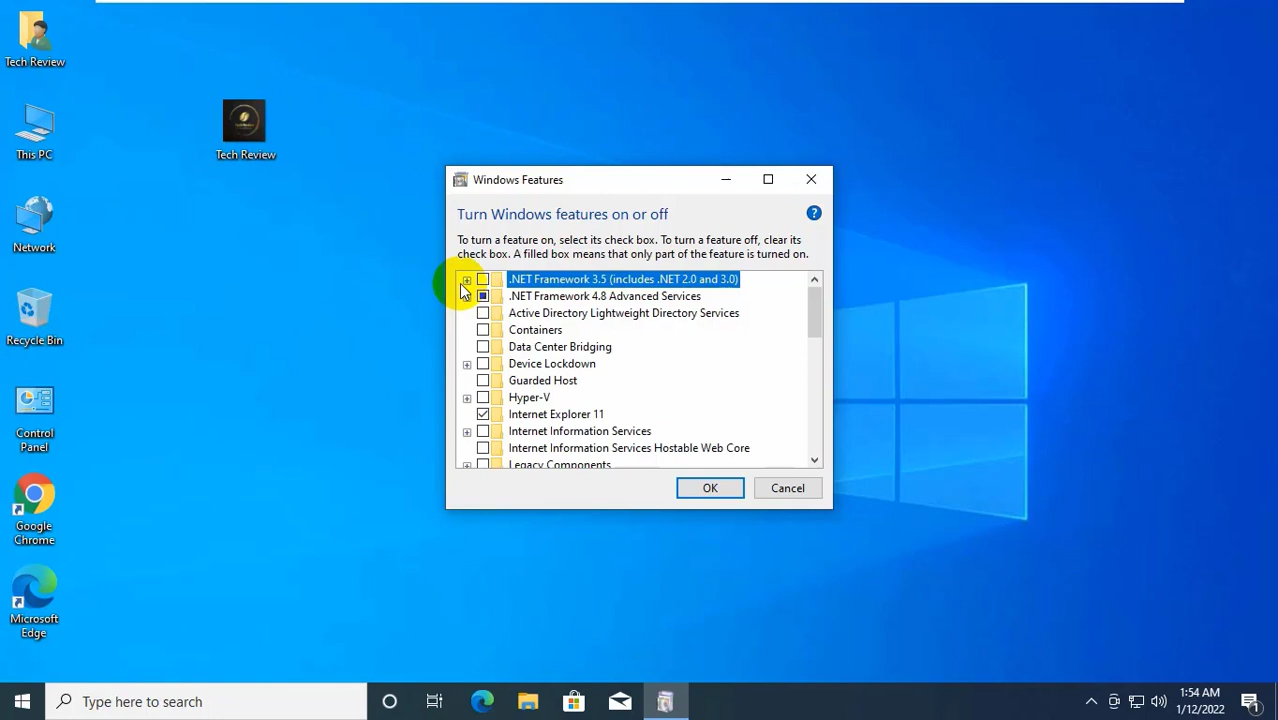 Tech Review
This PC
Network
Recycle Bin
Control
Panel
Google
Chrome
Microsoft
Edge
Tech Review
Windows Features
Turn Windows features on or off
To turn a feature on, select its check box. To turn a feature off, clear its
check box. A filled box means that only part of the feature is turned on.
.NET Framework 3.5 (includes .NET 2.0 and 3.0)
.NET Framework 4.8 Advanced Services
Active Directory Lightweight Directory Services
Containers
Data Center Bridging
Device Lockdown
Guarded Host
Hyper-V
Internet Explorer 11
Internet Information Services
Internet Information Services Hostable Web Core
Legacy Components
OK
Cancel
Type here to search
1:54 AM
1/12/2022
1